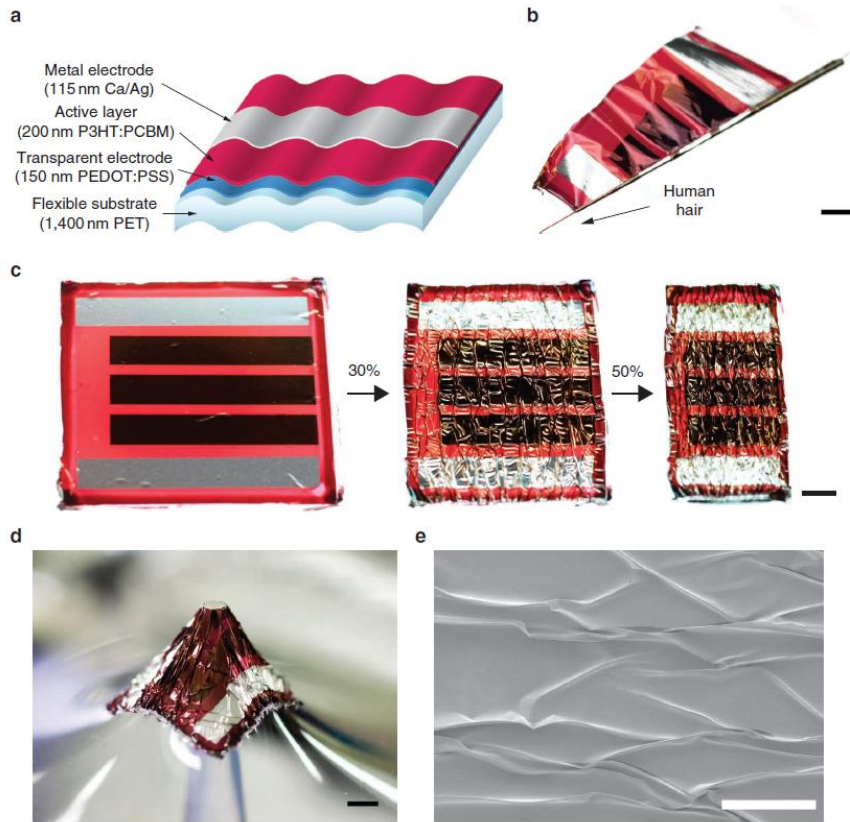 a
Metal electrode
(115 nm Ca/Ag)
Active layer
(200 nm P3HT:PCBM)
Transparent electrode
(150 nm PEDOT:PSS)
Flexible substrate
(1,400 nm PET)
b
Human
hair
c
30%
50%
d
e